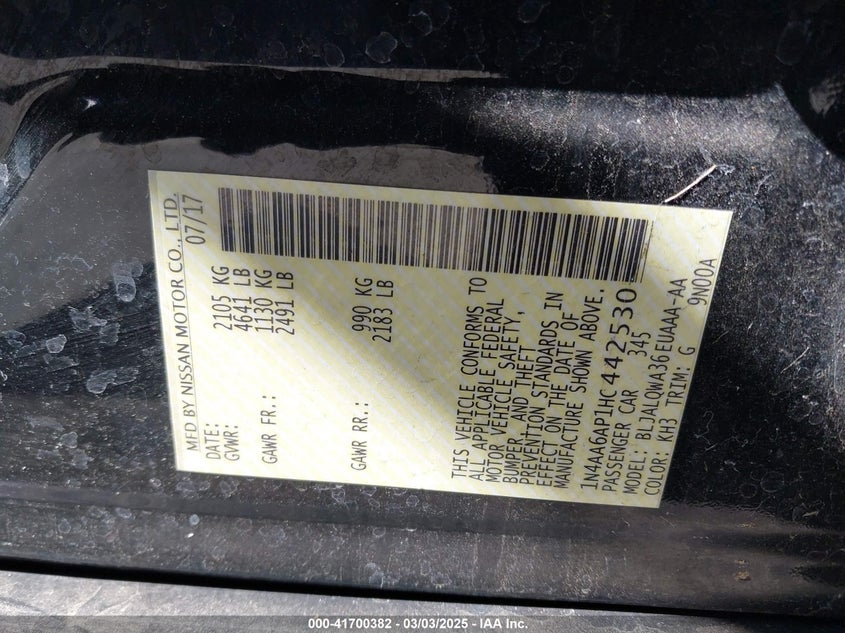 MFD BY NISSAN MOTOR CO., LTD.
DATE: 07/17
GVWR: 2105 KG
4641 LB
GAWR FR.: 1130 KG
2491 LB
GAWR RR.: 990 KG
2183 LB
THIS VEHICLE CONFORMS TO
ALL APPLICABLE FEDERAL
MOTOR VEHICLE SAFETY,
BUMPER, AND THEFT
PREVENTION STANDARDS IN
EFFECT ON THE DATE OF
MANUFACTURE SHOWN ABOVE.
1N4AA6AP1HC442530
PASSENGER CAR 345
MODEL: BLJALQWA36EUAAA-AA
COLOR: KH3 TRIM: G 9N00A
000-41700382 - 03/03/2025 - IAA Inc.